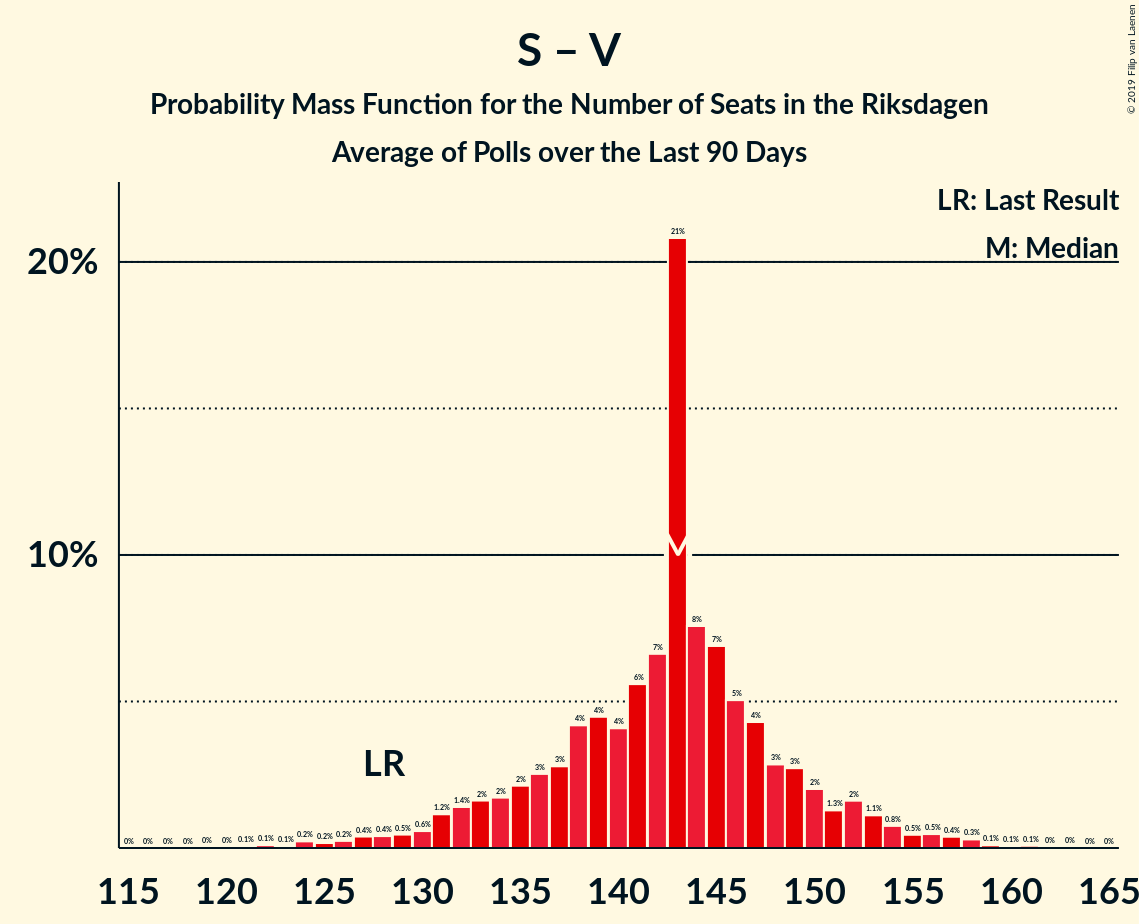 S – V
Probability Mass Function for the Number of Seats in the Riksdagen
Average of Polls over the Last 90 Days
© 2019 Filip van Laenen
LR: Last Result
M: Median
20%
10%
LR
M
0% 0% 0% 0% 0% 0% 0.1% 0.1% 0.1% 0.2% 0.2% 0.2% 0.4% 0.4% 0.5% 0.6% 1.2% 1.4% 2% 2% 2% 3% 3% 4% 4% 4% 6% 7% 21% 8% 7% 5% 4% 3% 3% 2% 1.3% 2% 1.1% 0.8% 0.5% 0.5% 0.4% 0.3% 0.1% 0.1% 0.1% 0% 0% 0% 0%
115 120 125 130 135 140 145 150 155 160 165